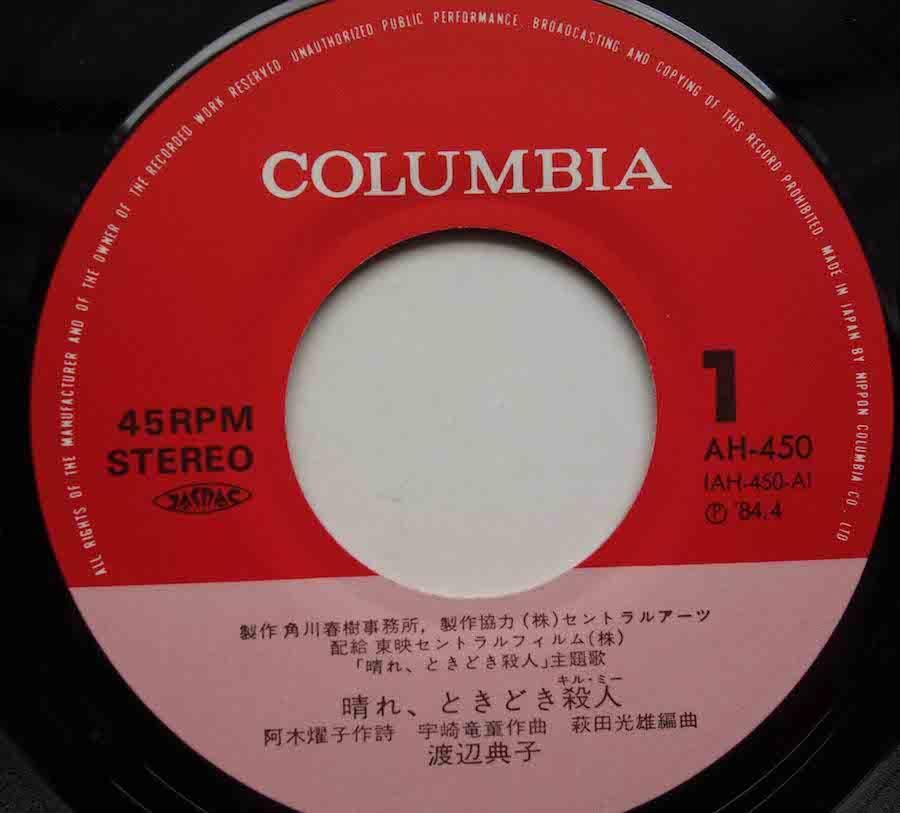 ALL RIGHTS OF THE MANUFACTURER AND OF THE OWNER OF THE RECORDED WORK RESERVED. UNAUTHORIZED PUBLIC PERFORMANCE, BROADCASTING AND COPYING OF THIS RECORD PROHIBITED. MADE IN JAPAN BY NIPPON COLUMBIA CO., LTD
COLUMBIA
45RPM
STEREO
JASRAC
1
AH-450
(AH-450-A)
Ⓟ '84.4
製作 角川春樹事務所, 製作協力(株)セントラルアーツ
配給 東映セントラルフィルム(株)
「晴れ、ときどき殺人」主題歌
キル・ミー
晴れ、ときどき殺人
阿木燿子作詩 宇崎竜童作曲 萩田光雄編曲
渡辺典子